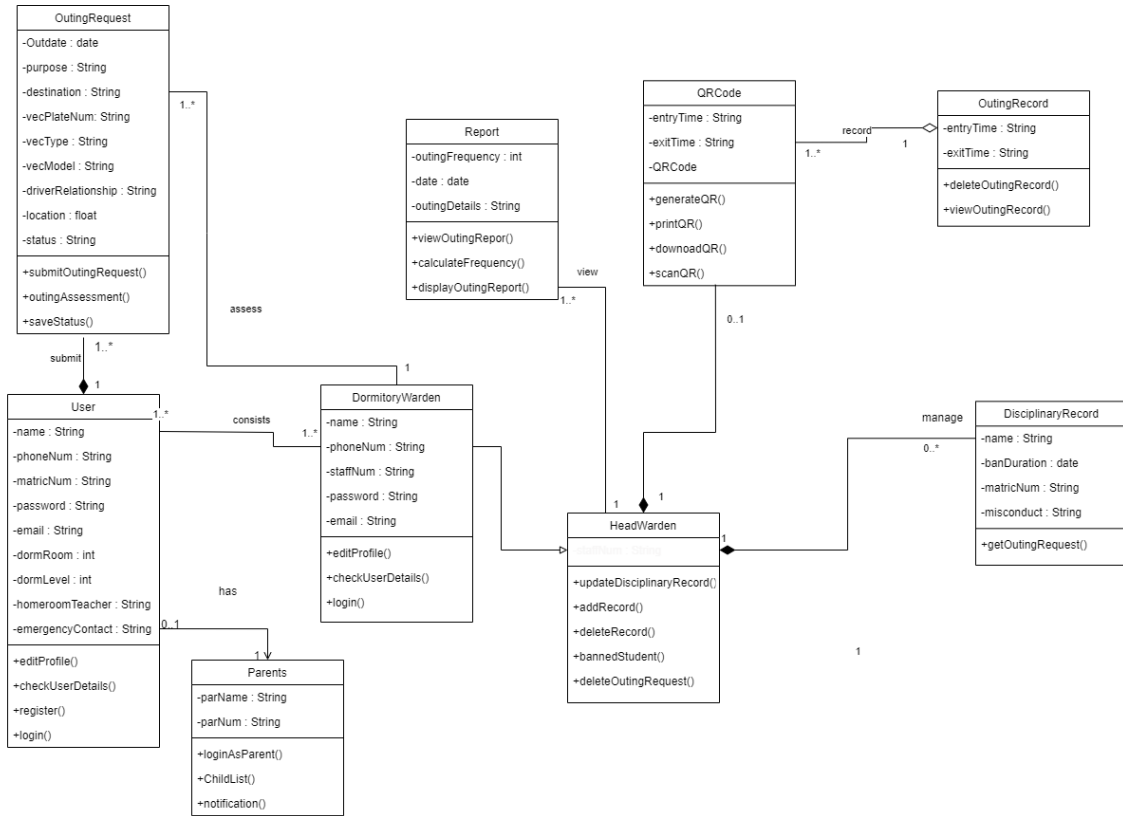 OutingRequest
-Outdate : date
-purpose : String
-destination : String
-vecPlateNum: String
-vecType : String
-vecModel : String
-driverRelationship : String
-location : float
-status : String
+submitOutingRequest()
+outingAssessment()
+saveStatus()
1..*
assess
1
submit
1..*
1
User
-name : String
-phoneNum : String
-matricNum : String
-password : String
-email : String
-dormRoom : int
-dormLevel : int
-homeroomTeacher : String
-emergencyContact : String
+editProfile()
+checkUserDetails()
+register()
+login()
1..*
consists
1..*
has
0..1
1
Parents
-parName : String
-parNum : String
+loginAsParent()
+ChildList()
+notification()
DormitoryWarden
-name : String
-phoneNum : String
-staffNum : String
-password : String
-email : String
+editProfile()
+checkUserDetails()
+login()
Report
-outingFrequency : int
-date : date
-outingDetails : String
+viewOutingRepor()
+calculateFrequency()
+displayOutingReport()
view
1..*
1
QRCode
-entryTime : String
-exitTime : String
-QRCode
+generateQR()
+printQR()
+downoadQR()
+scanQR()
record
1..*
1
0..1
1
OutingRecord
-entryTime : String
-exitTime : String
+deleteOutingRecord()
+viewOutingRecord()
HeadWarden
+updateDisciplinaryRecord()
+addRecord()
+deleteRecord()
+bannedStudent()
+deleteOutingRequest()
1
manage
0..*
DisciplinaryRecord
-name : String
-banDuration : date
-matricNum : String
-misconduct : String
+getOutingRequest()
1